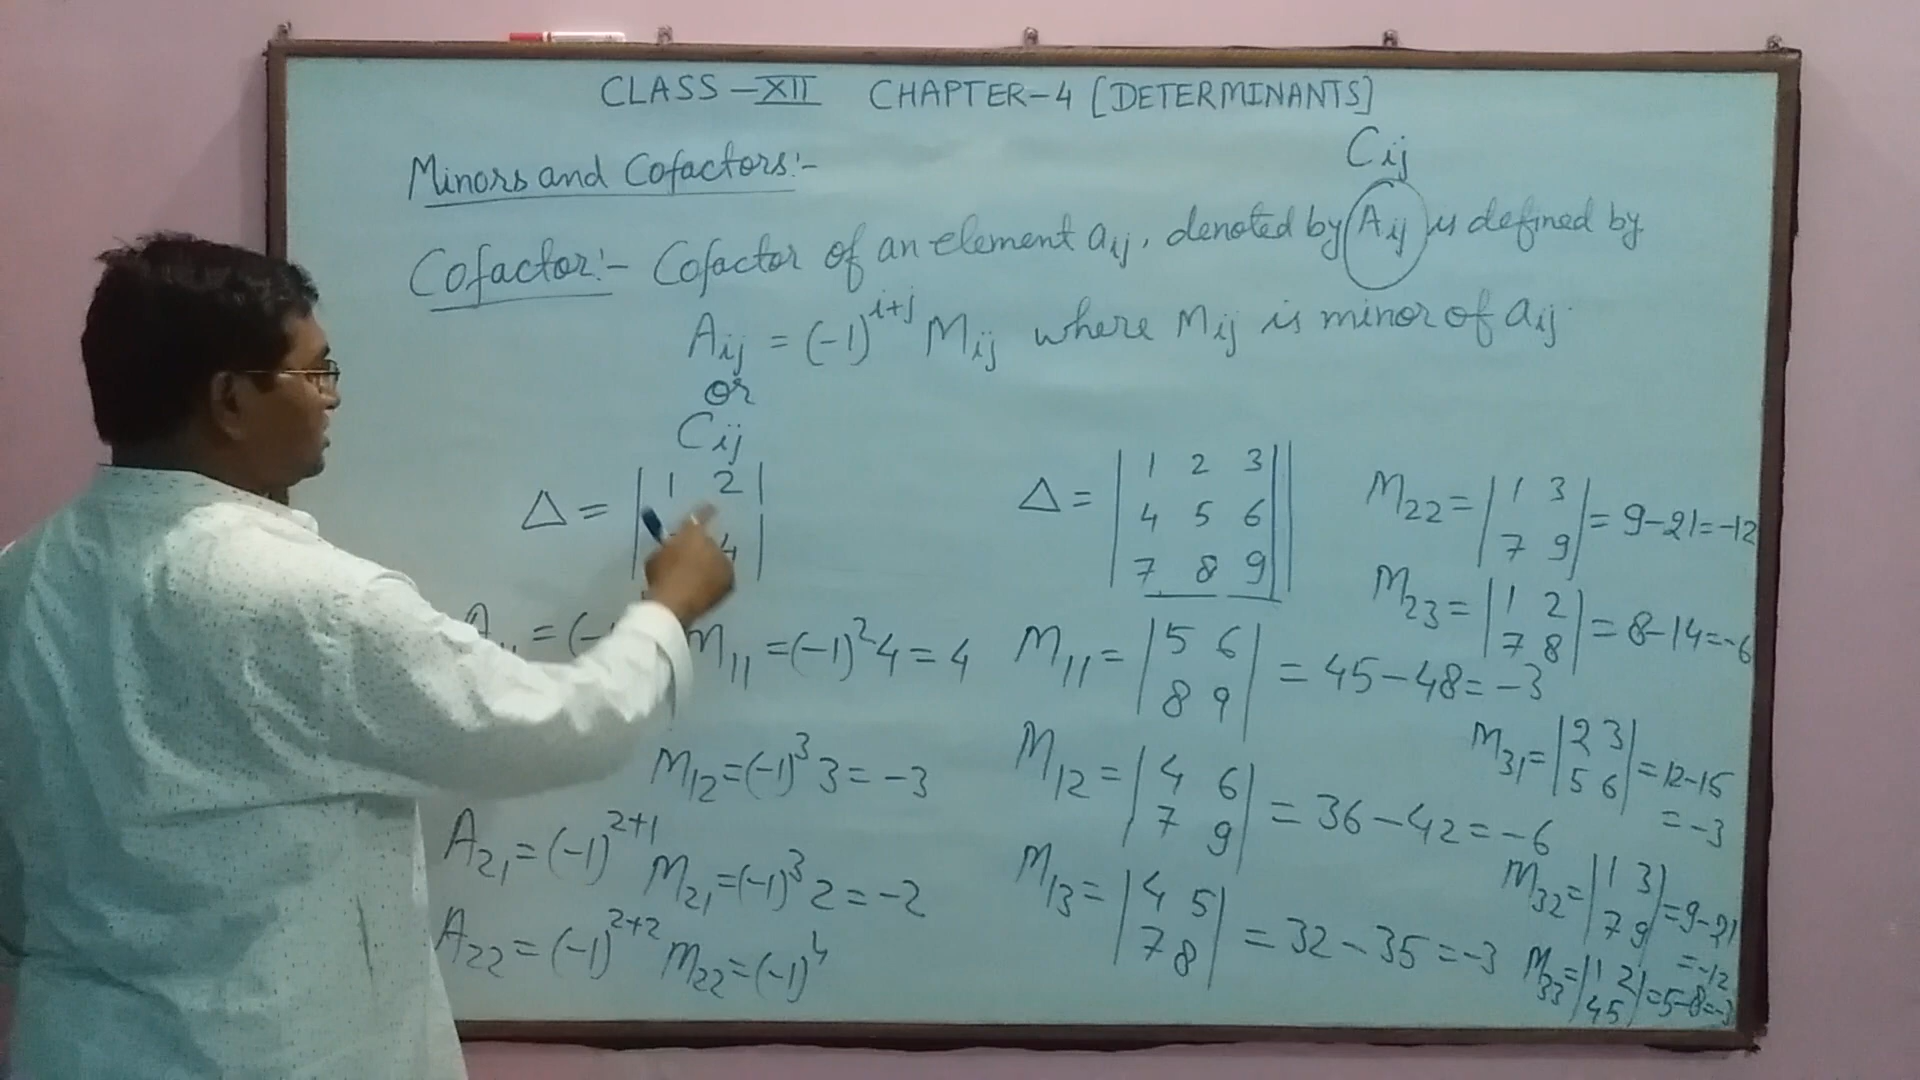 CLASS-XII CHAPTER-4 [DETERMINANTS]
Minors and Cofactors:-
Cij
Cofactor:- Cofactor of an element aij, denoted by Aij is defined by
Aij = (-1)^i+j Mij where Mij is minor of aij.
or
Cij
Δ = | 1 2 |
4 |
A = (-1 M11 = (-1)^2 4 = 4
M12 = (-1)^3 3 = -3
A21 = (-1)^2+1 M21 = (-1)^3 2 = -2
A22 = (-1)^2+2 M22 = (-1)^4
Δ = | 1 2 3 |
| 4 5 6 |
| 7 8 9 |
M11 = | 5 6 | = 45-48 = -3
| 8 9 |
M12 = | 4 6 | = 36-42 = -6
| 7 9 |
M13 = | 4 5 | = 32-35 = -3
| 7 8 |
M22 = | 1 3 | = 9-21 = -12
| 7 9 |
M23 = | 1 2 | = 8-14 = -6
| 7 8 |
M31 = | 2 3 | = 12-15
| 5 6 |
= -3
M32 = | 1 3 | = 9-21
| 7 9 |
= -12
M33 = | 1 2 | = 5-8 = -3
| 4 5 |